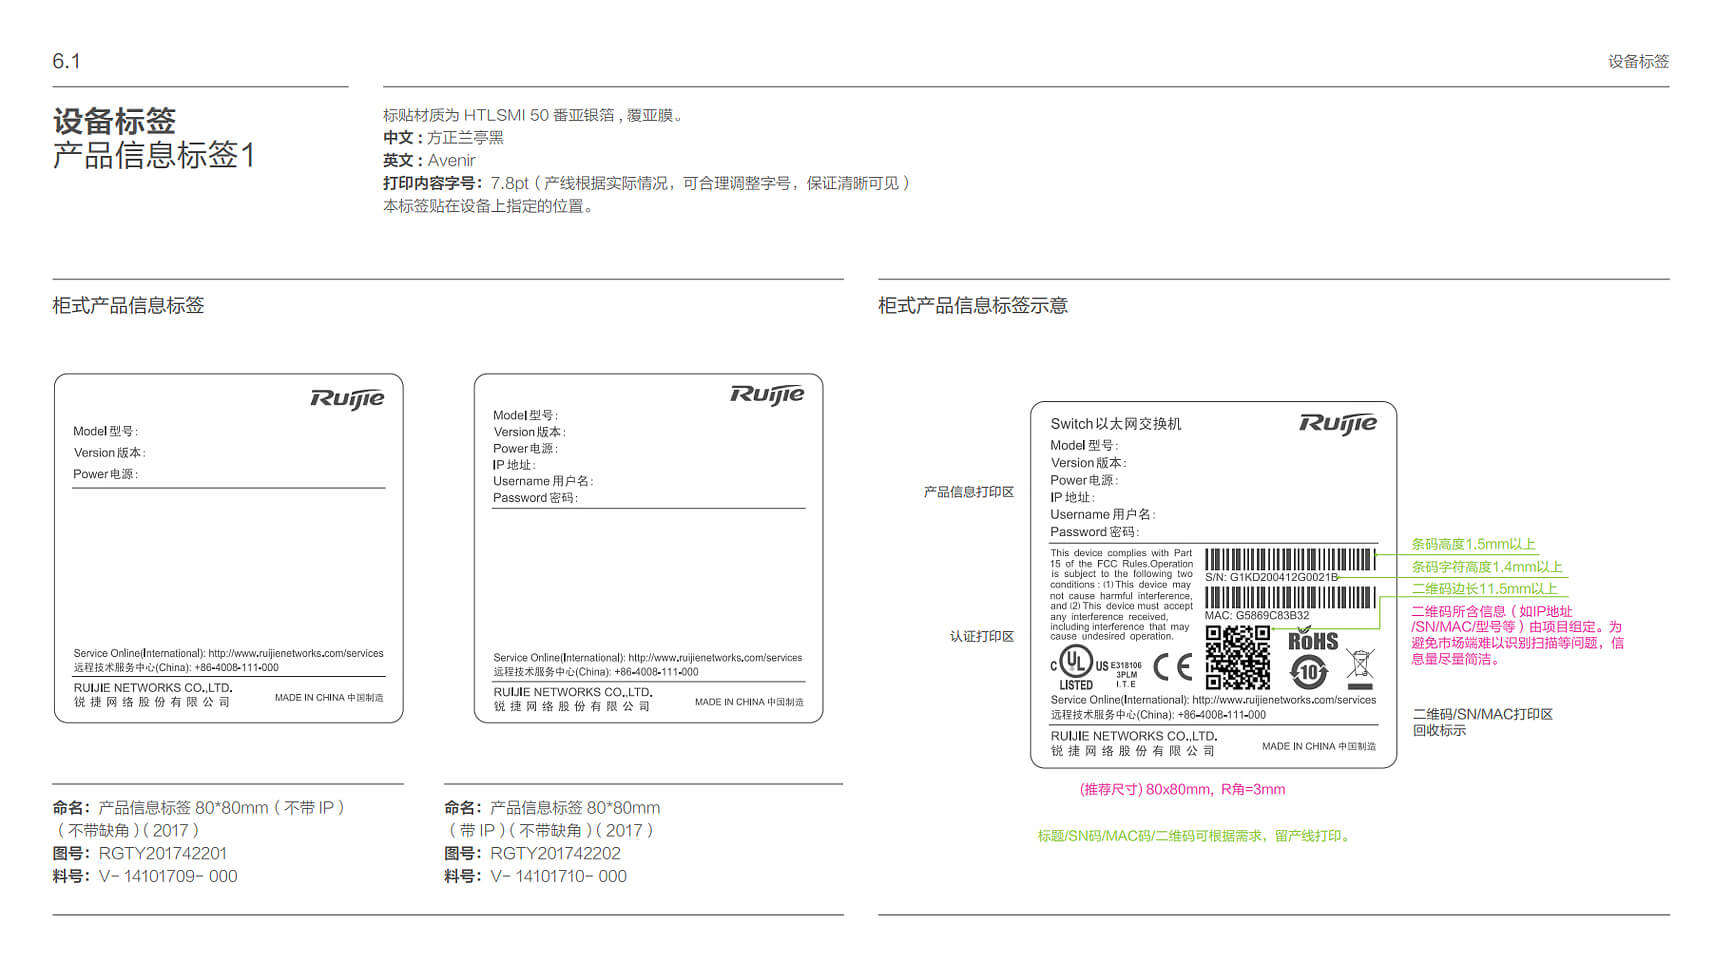 6.1
设备标签
设备标签
产品信息标签1
标贴材质为 HTLSMI 50 番亚银箔 , 覆亚膜。
中文 : 方正兰亭黑
英文 : Avenir
打印内容字号： 7.8pt ( 产线根据实际情况，可合理调整字号，保证清晰可见 )
本标签贴在设备上指定的位置。
柜式产品信息标签
Ruijie
Model 型号:
Version 版本:
Power 电源:
Service Online(International): http://www.ruijienetworks.com/services
远程技术服务中心(China): +86-4008-111-000
RUIJIE NETWORKS CO.,LTD.
锐捷网络股份有限公司
MADE IN CHINA 中国制造
Ruijie
Model 型号:
Version 版本:
Power 电源:
IP 地址:
Username 用户名:
Password 密码:
Service Online(International): http://www.ruijienetworks.com/services
远程技术服务中心(China): +86-4008-111-000
RUIJIE NETWORKS CO.,LTD.
锐捷网络股份有限公司
MADE IN CHINA 中国制造
命名： 产品信息标签 80*80mm ( 不带 IP )
( 不带缺角 ) ( 2017 )
图号： RGTY201742201
料号： V- 14101709- 000
命名： 产品信息标签 80*80mm
( 带 IP ) ( 不带缺角 ) ( 2017 )
图号： RGTY201742202
料号： V- 14101710- 000
柜式产品信息标签示意
产品信息打印区
认证打印区
Switch 以太网交换机
Ruijie
Model 型号:
Version 版本:
Power 电源:
IP 地址:
Username 用户名:
Password 密码:
This device complies with Part
15 of the FCC Rules.Operation
is subject to the following two
conditions : (1) This device may
not cause harmful interference,
and (2) This device must accept
any interference received,
including interference that may
cause undesired operation.
S/N: G1KD200412G0021B
MAC: G5869C83B32
C UL US
LISTED
E318106
3PLM
I.T.E
CE
RoHS
10
Service Online(International): http://www.ruijienetworks.com/services
远程技术服务中心(China): +86-4008-111-000
RUIJIE NETWORKS CO.,LTD.
锐捷网络股份有限公司
MADE IN CHINA 中国制造
条码高度1.5mm以上
条码字符高度1.4mm以上
二维码边长11.5mm以上
二维码所含信息 ( 如IP地址
/SN/MAC/型号等 ) 由项目组定。为
避免市场端难以识别扫描等问题，信
息量尽量简洁。
二维码/SN/MAC打印区
回收标示
(推荐尺寸) 80x80mm, R角=3mm
标题/SN码/MAC码/二维码可根据需求，留产线打印。